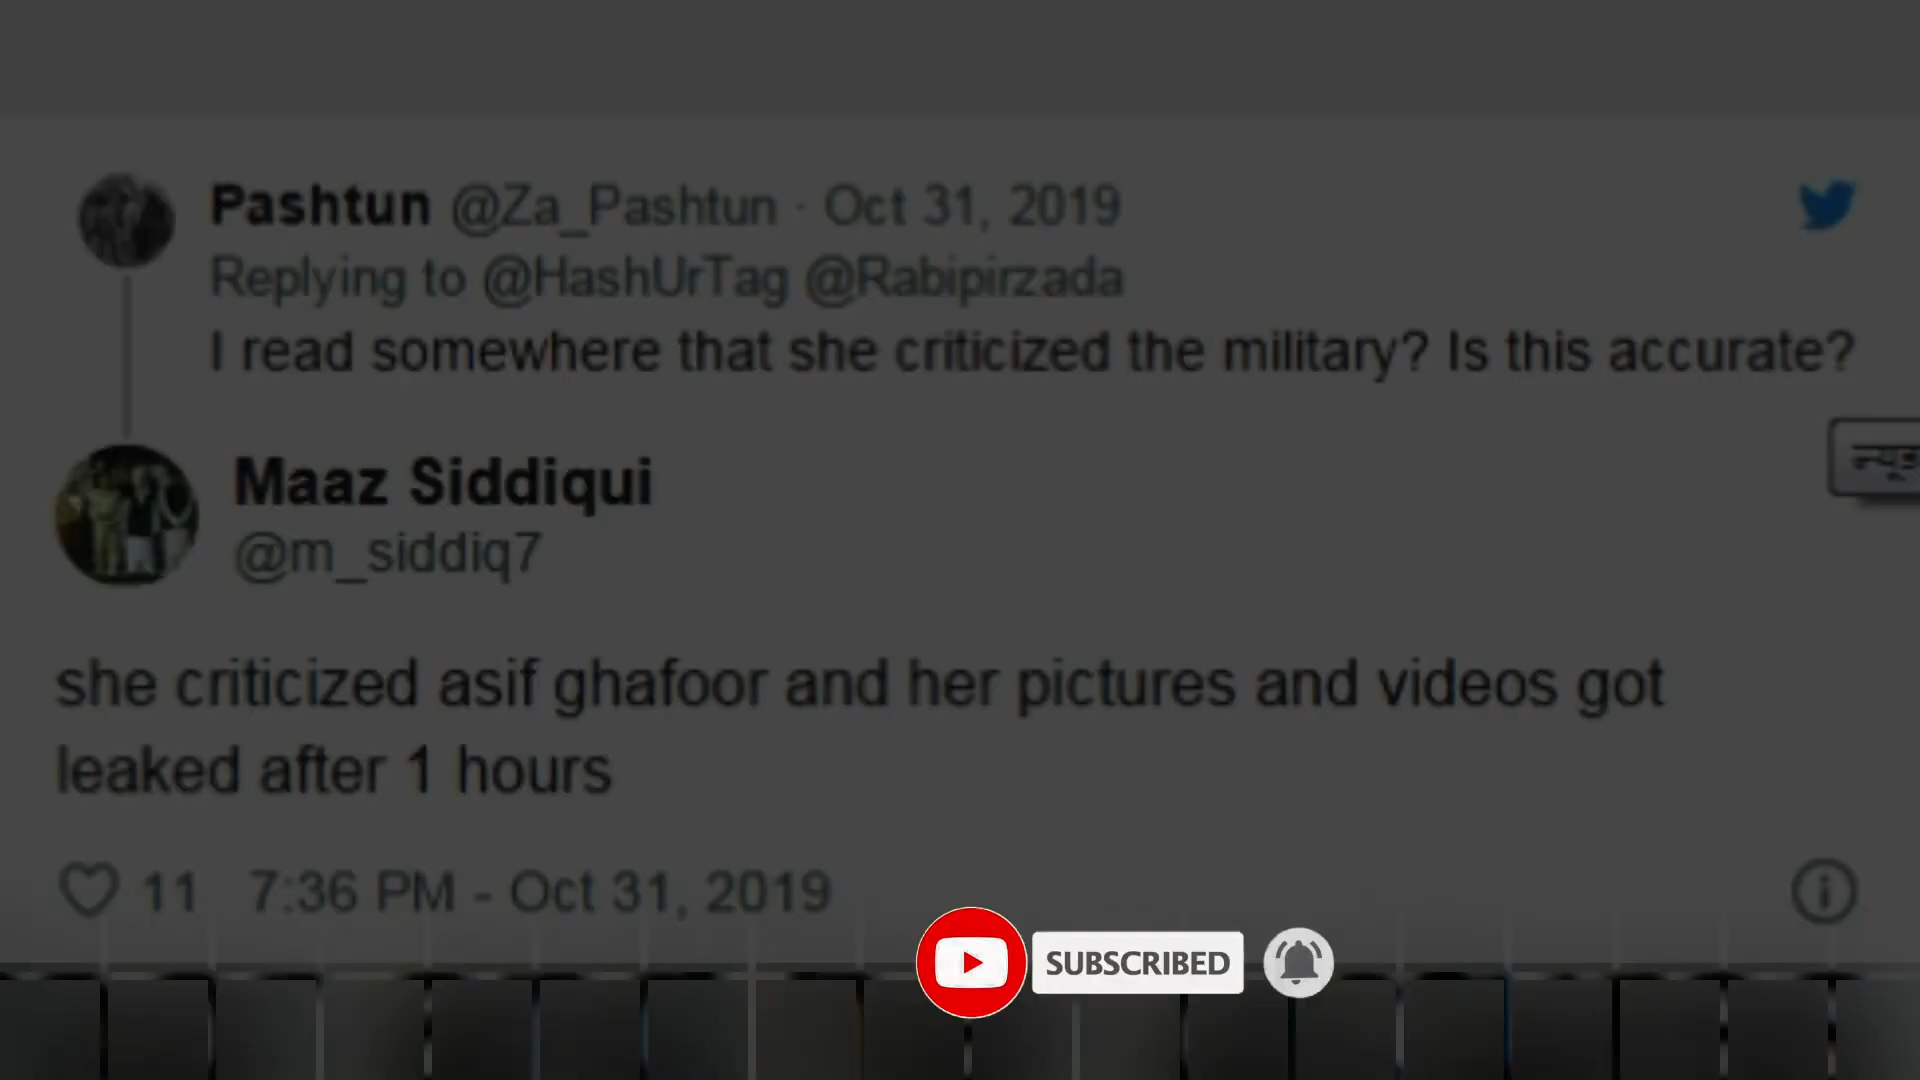 Pashtun @Za_Pashtun · Oct 31, 2019
Replying to @HashUrTag @Rabipirzada
I read somewhere that she criticized the military? Is this accurate?
Maaz Siddiqui
@m_siddiq7
she criticized asif ghafoor and her pictures and videos got
leaked after 1 hours
11 7:36 PM - Oct 31, 2019
SUBSCRIBED